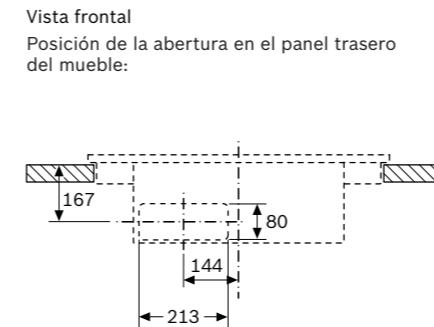 Vista frontal
Posición de la abertura en el panel trasero
del mueble:
167
80
144
213